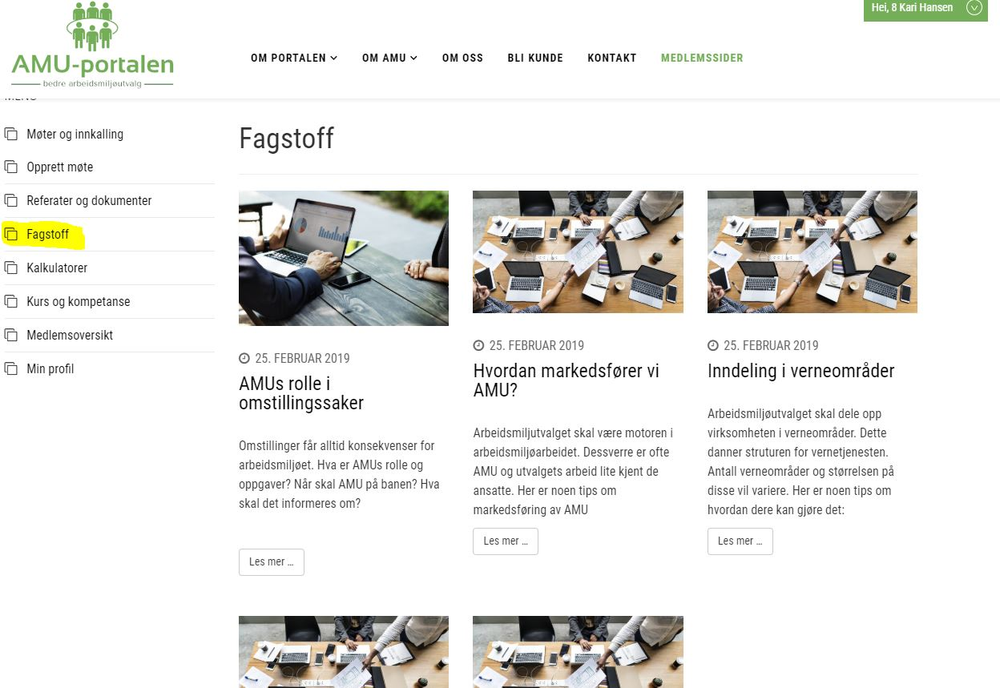 Hei, 8 Kari Hansen
AMU-portalen
bedre arbeidsmiljøutvalg
OM PORTALEN
OM AMU
OM OSS
BLI KUNDE
KONTAKT
MEDLEMSSIDER
Møter og innkalling
Opprett møte
Referater og dokumenter
Fagstoff
Kalkulatorer
Kurs og kompetanse
Medlemsoversikt
Min profil
Fagstoff
25. FEBRUAR 2019
AMUs rolle i
omstillingssaker
Omstillinger får alltid konsekvenser for
arbeidsmiljøet. Hva er AMUs rolle og
oppgaver? Når skal AMU på banen? Hva
skal det informeres om?
Les mer ...
25. FEBRUAR 2019
Hvordan markedsfører vi
AMU?
Arbeidsmiljutvalget skal være motoren i
arbeidsmiljøarbeidet. Dessverre er ofte
AMU og utvalgets arbeid lite kjent de
ansatte. Her er noen tips om
markedsføring av AMU
Les mer ...
25. FEBRUAR 2019
Inndeling i verneområder
Arbeidsmiljøutvalget skal dele opp
virksomheten i verneområder. Dette
danner struturen for vernetjenesten.
Antall verneområder og størrelsen på
disse vil variere. Her er noen tips om
hvordan dere kan gjøre det:
Les mer ...